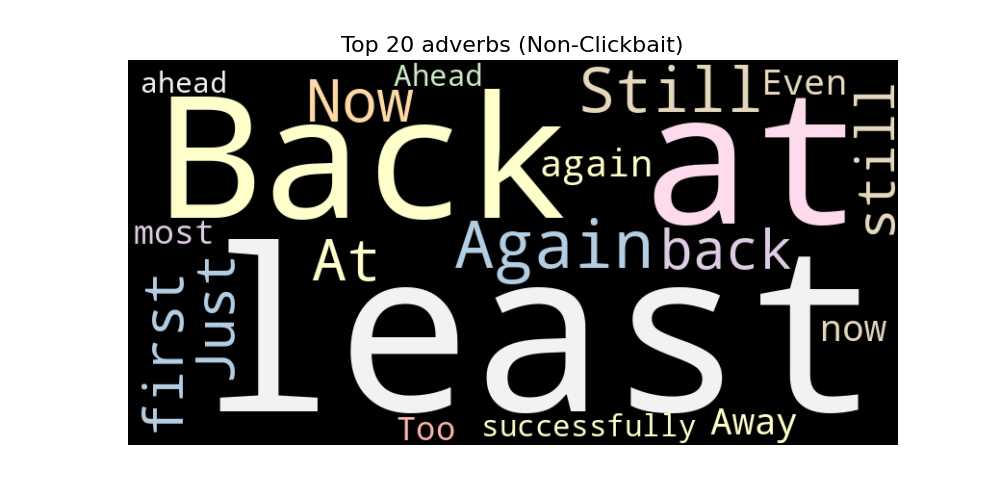 Top 20 adverbs (Non-Clickbait)
ahead
Now
Ahead
Still
Even
still
Back
again
at
most
At
Again
back
first
Just
least
now
Too
successfully
Away